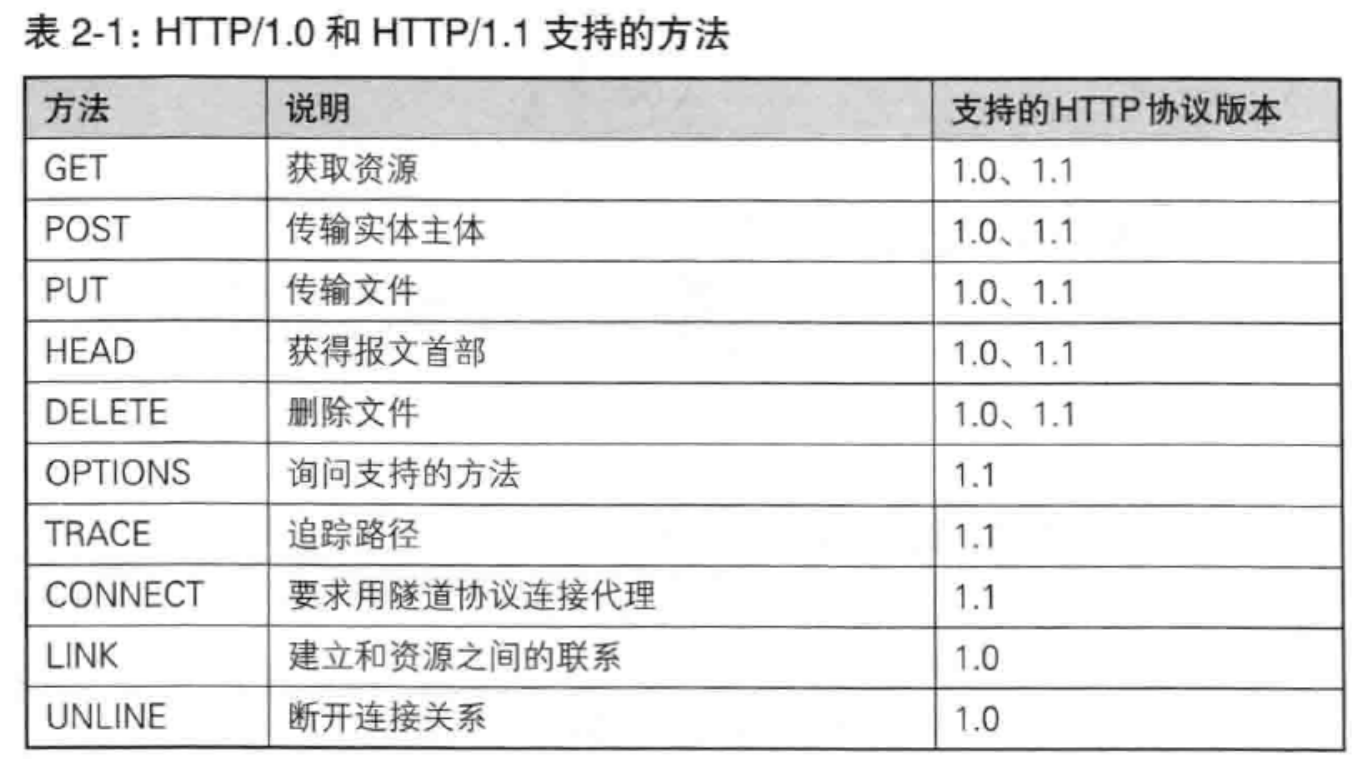 表 2-1：HTTP/1.0 和 HTTP/1.1 支持的方法
方法 说明 支持的HTTP协议版本
GET 获取资源 1.0、1.1
POST 传输实体主体 1.0、1.1
PUT 传输文件 1.0、1.1
HEAD 获得报文首部 1.0、1.1
DELETE 删除文件 1.0、1.1
OPTIONS 询问支持的方法 1.1
TRACE 追踪路径 1.1
CONNECT 要求用隧道协议连接代理 1.1
LINK 建立和资源之间的联系 1.0
UNLINE 断开连接关系 1.0